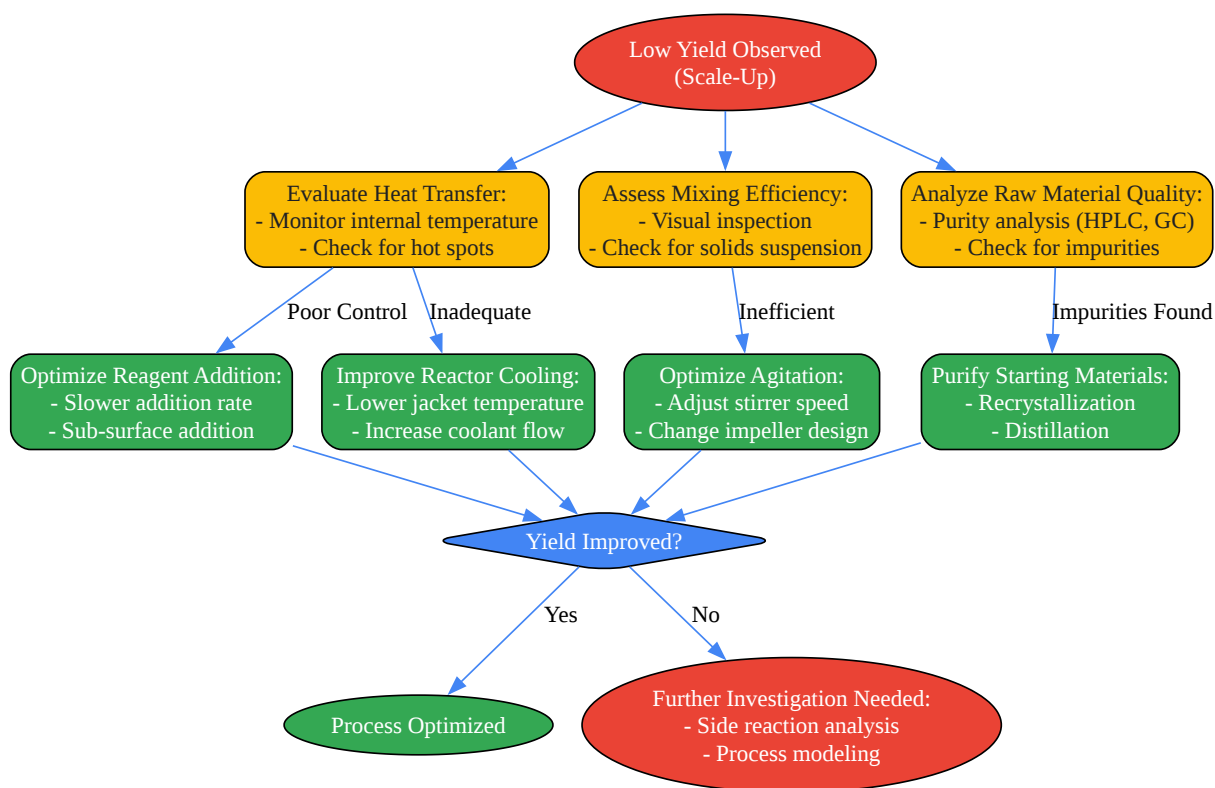 Low Yield Observed
(Scale-Up)
Evaluate Heat Transfer:
- Monitor internal temperature
- Check for hot spots
Assess Mixing Efficiency:
- Visual inspection
- Check for solids suspension
Analyze Raw Material Quality:
- Purity analysis (HPLC, GC)
- Check for impurities
Poor Control
Inadequate
Inefficient
Impurities Found
Optimize Reagent Addition:
- Slower addition rate
- Sub-surface addition
Improve Reactor Cooling:
- Lower jacket temperature
- Increase coolant flow
Optimize Agitation:
- Adjust stirrer speed
- Change impeller design
Purify Starting Materials:
- Recrystallization
- Distillation
Yield Improved?
Yes
No
Process Optimized
Further Investigation Needed:
- Side reaction analysis
- Process modeling